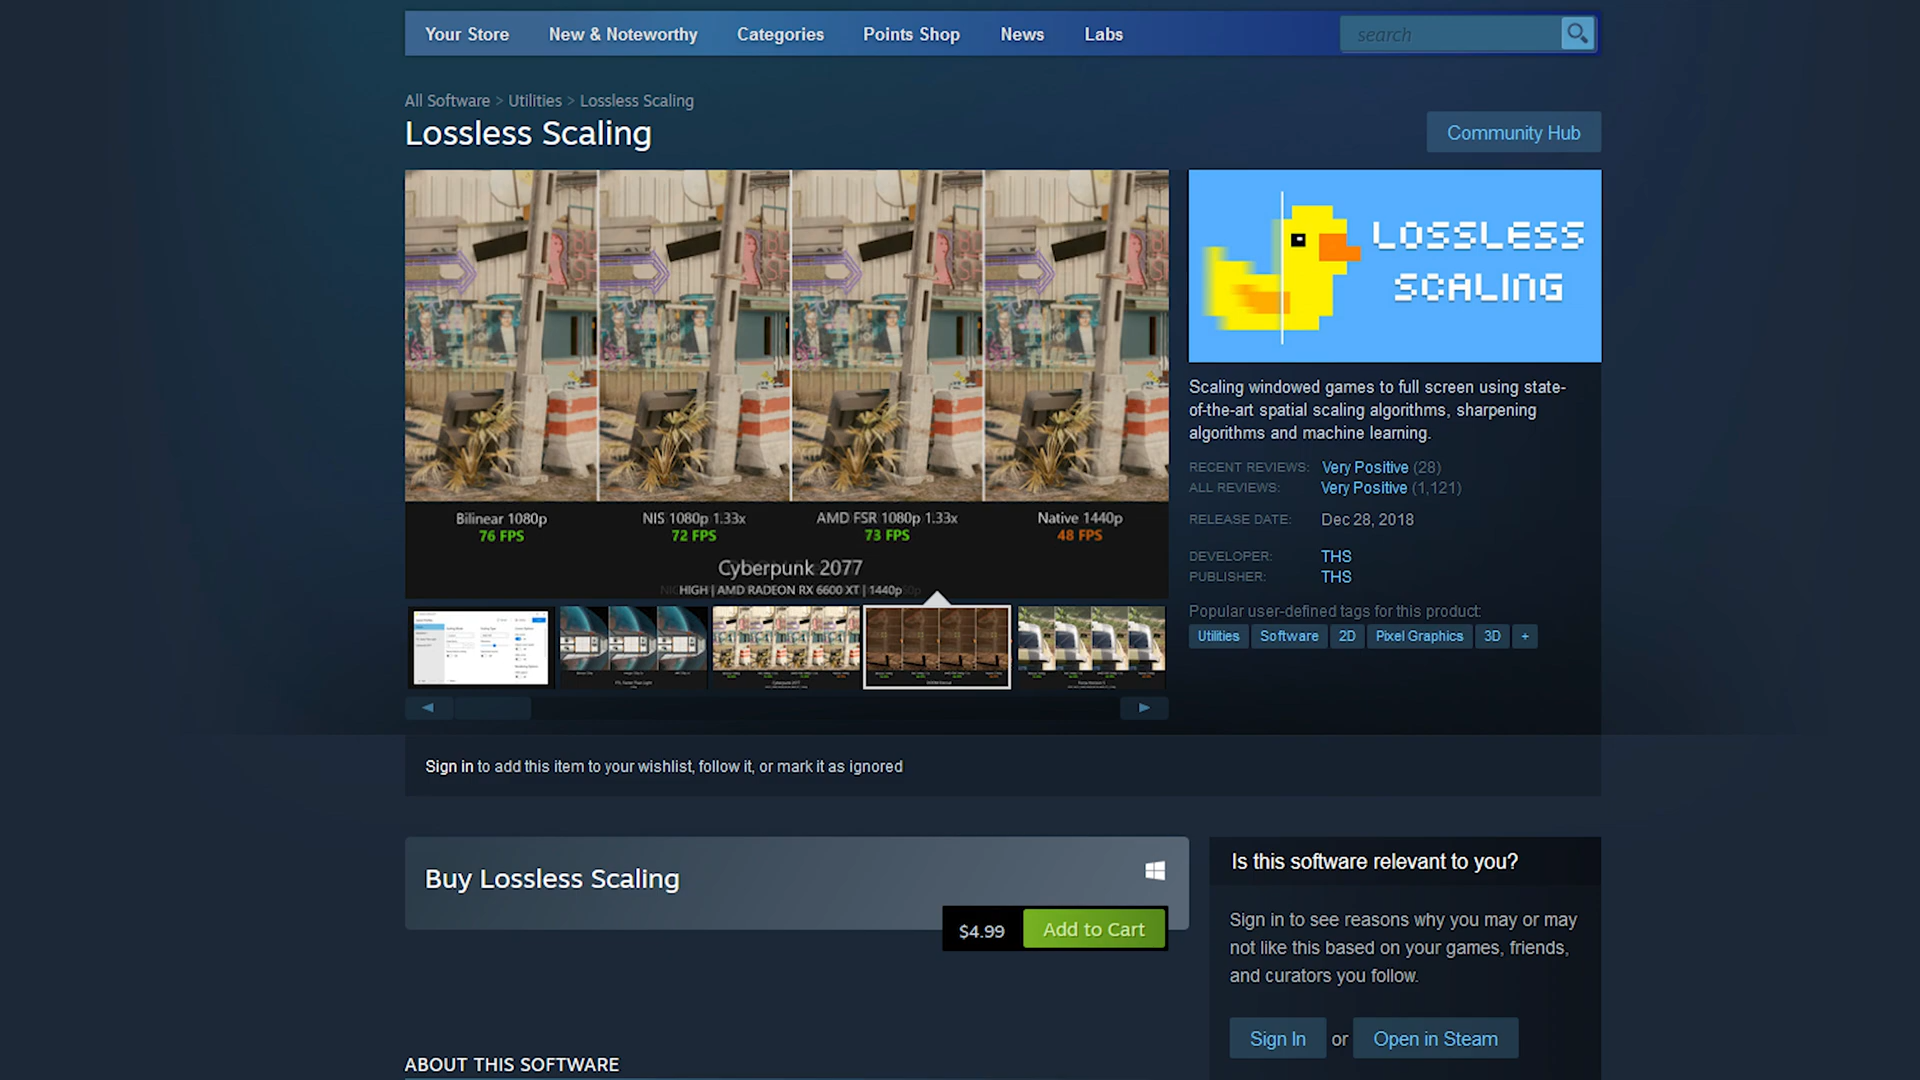 Your Store New & Noteworthy Categories Points Shop News Labs search
All Software > Utilities > Lossless Scaling
Lossless Scaling
Community Hub
Bilinear 1080p NIS 1080p 1.33x AMD FSR 1080p 1.33x Native 1440p
76 FPS 72 FPS 73 FPS 48 FPS
Cyberpunk 2077
HIGH | AMD RADEON RX 6600 XT | 1440p
LOSSLESS
SCALING
Scaling windowed games to full screen using state-
of-the-art spatial scaling algorithms, sharpening
algorithms and machine learning.
RECENT REVIEWS: Very Positive (28)
ALL REVIEWS: Very Positive (1,121)
RELEASE DATE: Dec 28, 2018
DEVELOPER: THS
PUBLISHER: THS
Popular user-defined tags for this product:
Utilities Software 2D Pixel Graphics 3D +
Sign in to add this item to your wishlist, follow it, or mark it as ignored
Buy Lossless Scaling
$4.99 Add to Cart
Is this software relevant to you?
Sign in to see reasons why you may or may
not like this based on your games, friends,
and curators you follow.
Sign In or Open in Steam
ABOUT THIS SOFTWARE